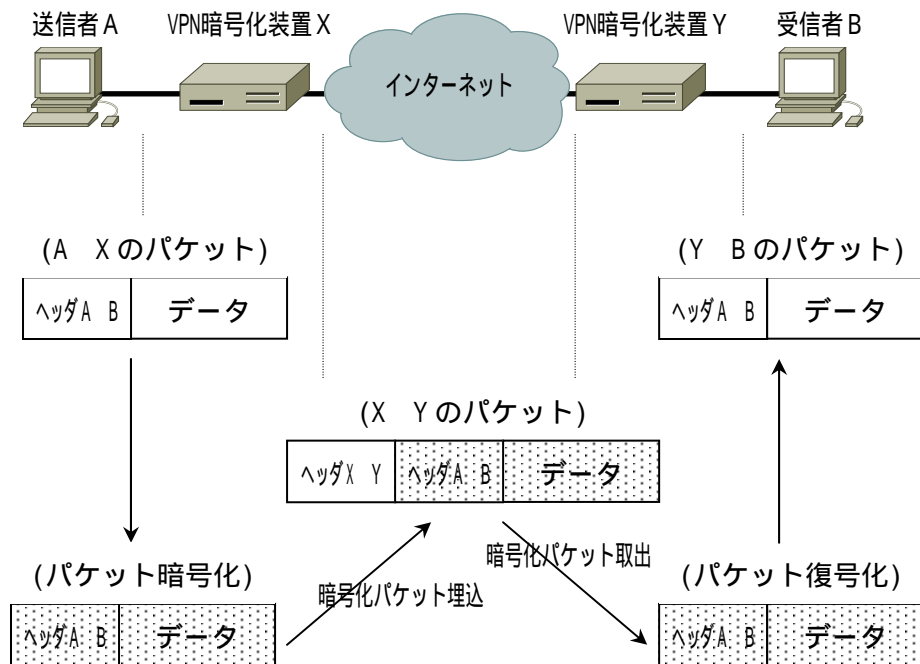 送信者A VPN暗号化装置X VPN暗号化装置Y 受信者B
インターネット
(A X のパケット) (Y B のパケット)
ヘッダA B データ ヘッダA B データ
(X Y のパケット)
ヘッダX Y ヘッダA B データ
暗号化パケット埋込 暗号化パケット取出
(パケット暗号化) (パケット復号化)
ヘッダA B データ ヘッダA B データ